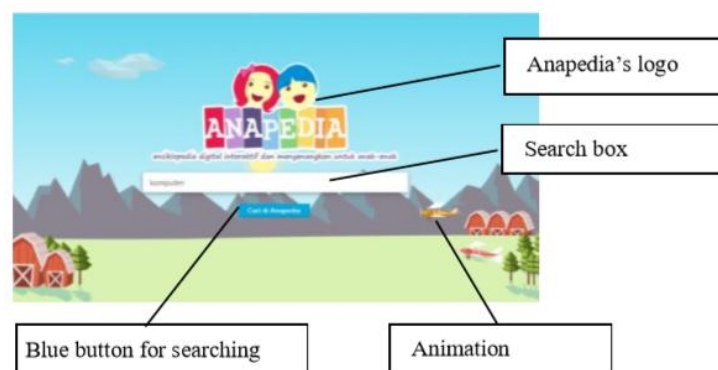 Anapedia's logo
ANAPEDIA
ensiklopedia digital interaktif dan menyenangkan untuk anak-anak
Search box
komputer
Cari di Anapedia
Blue button for searching
Animation